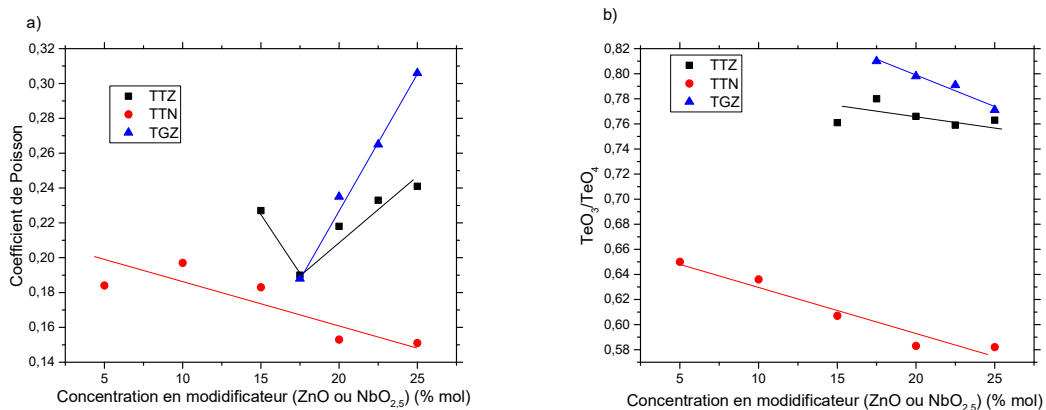 a)
0,32
0,30
0,28
0,26
0,24
0,22
0,20
0,18
0,16
0,14
Coefficient de Poisson
TTZ
TTN
TGZ
5 10 15 20 25
Concentration en modidificateur (ZnO ou NbO2,5) (% mol)
b)
0,82
0,80
0,78
0,76
0,74
0,72
0,70
0,68
0,66
0,64
0,62
0,60
0,58
TeO3/TeO4
TTZ
TTN
TGZ
5 10 15 20 25
Concentration en modidificateur (ZnO ou NbO2,5) (% mol)